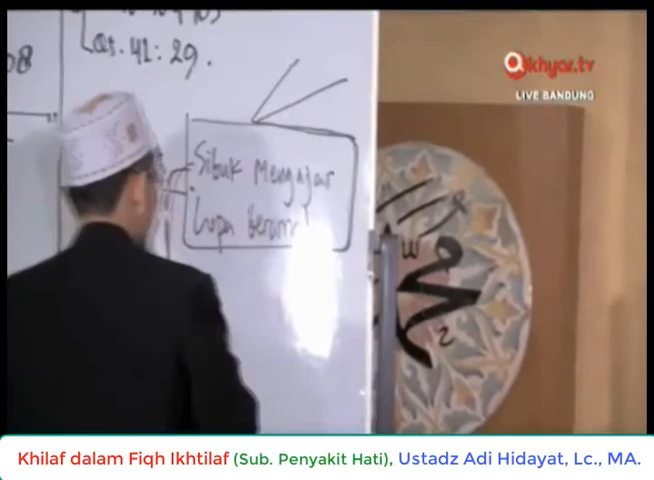 Qs. 41: 29.
08
Akhyar.tv
LIVE BANDUNG
Sibuk Mengajar
Lupa
Khilaf dalam Fiqh Ikhtilaf (Sub. Penyakit Hati), Ustadz Adi Hidayat, Lc., MA.